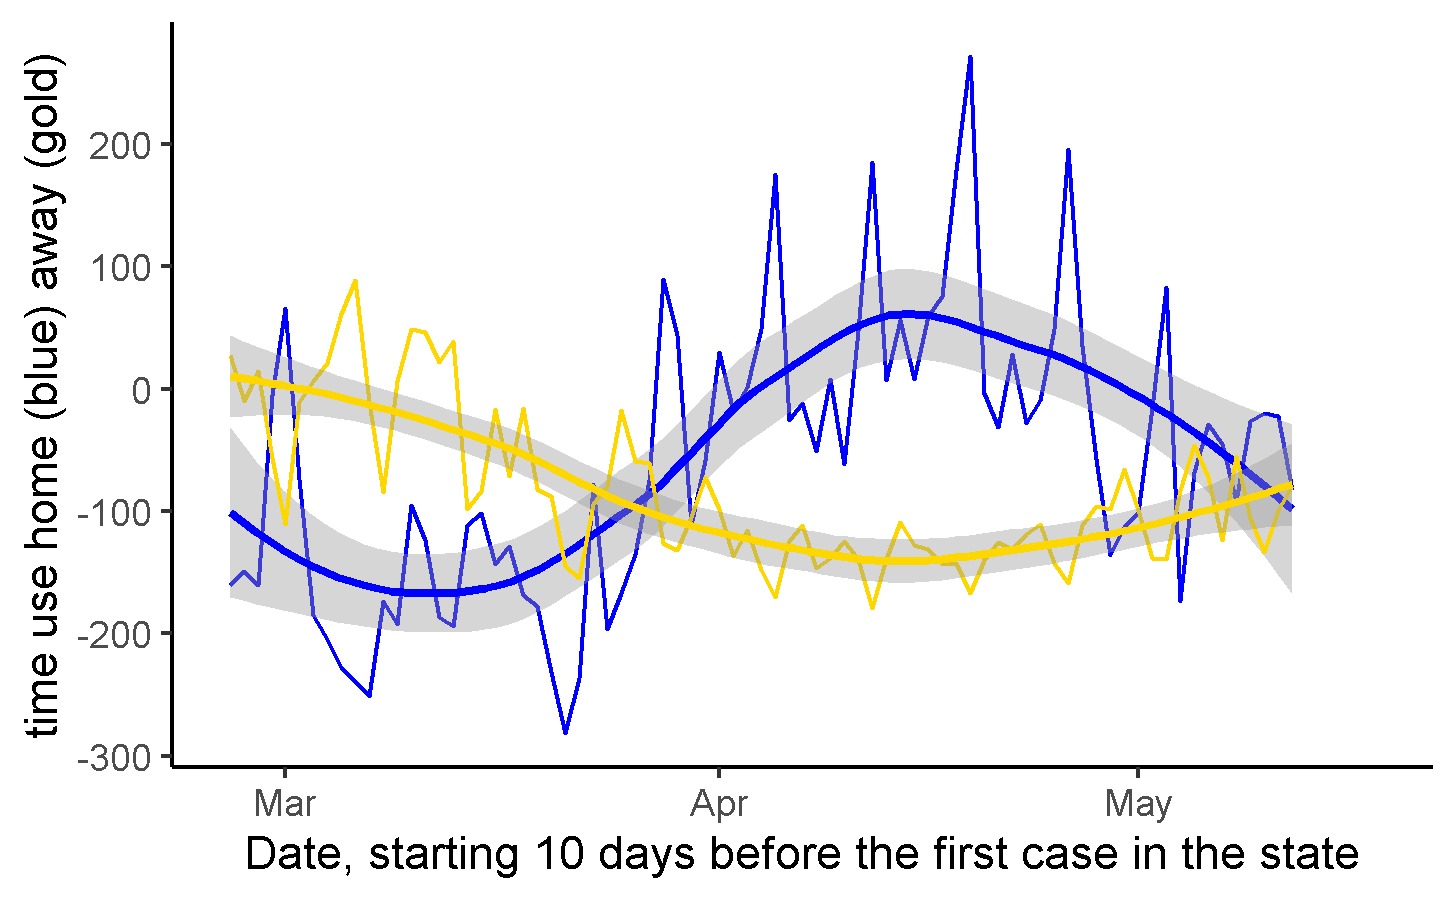 time use home (blue) away (gold)
200
100
0
-100
-200
-300
Mar
Apr
May
Date, starting 10 days before the first case in the state